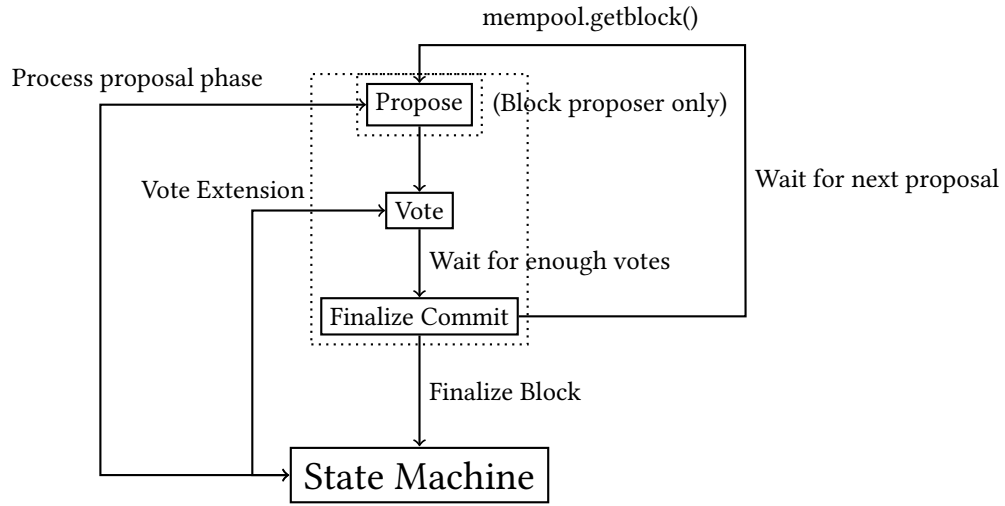 mempool.getblock()
Process proposal phase
Propose
(Block proposer only)
Vote Extension
Wait for next proposal
Vote
Wait for enough votes
Finalize Commit
Finalize Block
State Machine